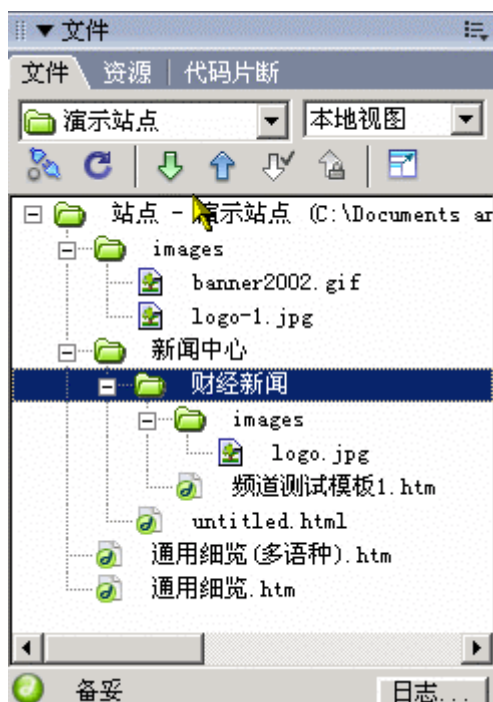 文件
文件 资源 代码片断
演示站点 本地视图
站点 - 演示站点 (C:\Documents ar
images
banner2002.gif
logo-1.jpg
新闻中心
财经新闻
images
logo.jpg
频道测试模板1.htm
untitled.html
通用细览(多语种).htm
通用细览.htm
备妥 日志...